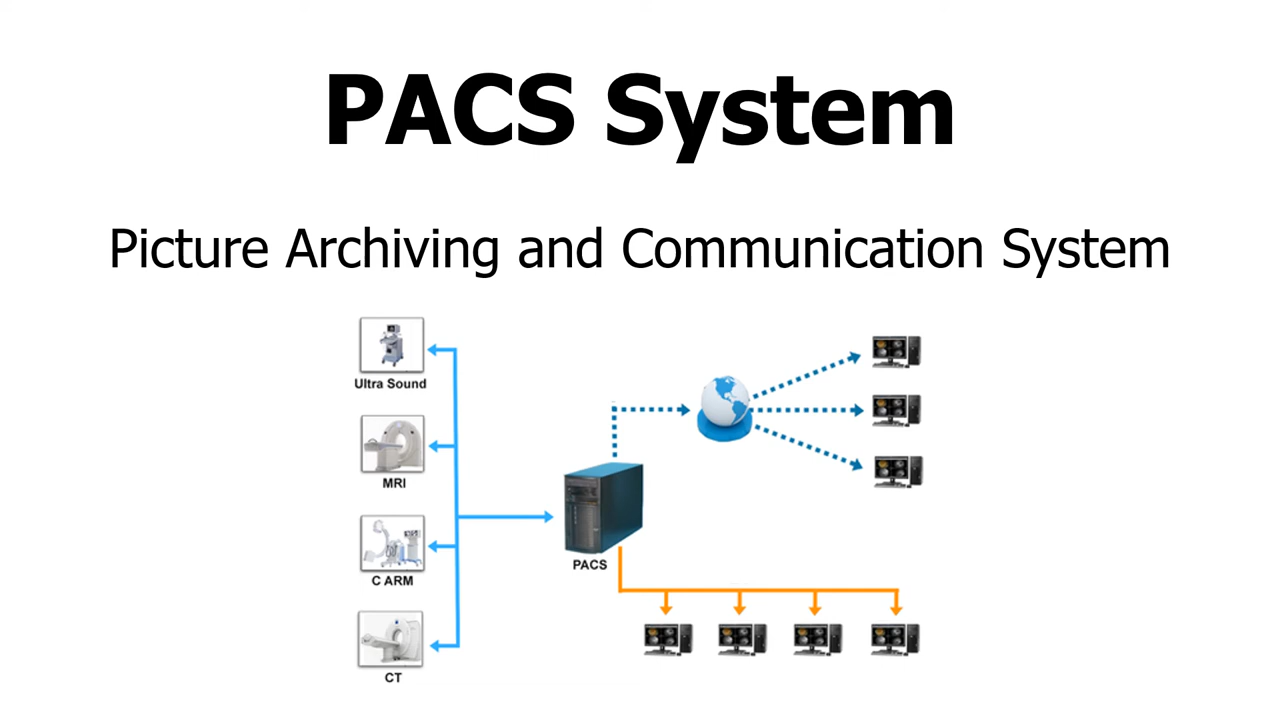 PACS System
Picture Archiving and Communication System
Ultra Sound
MRI
C ARM
CT
PACS